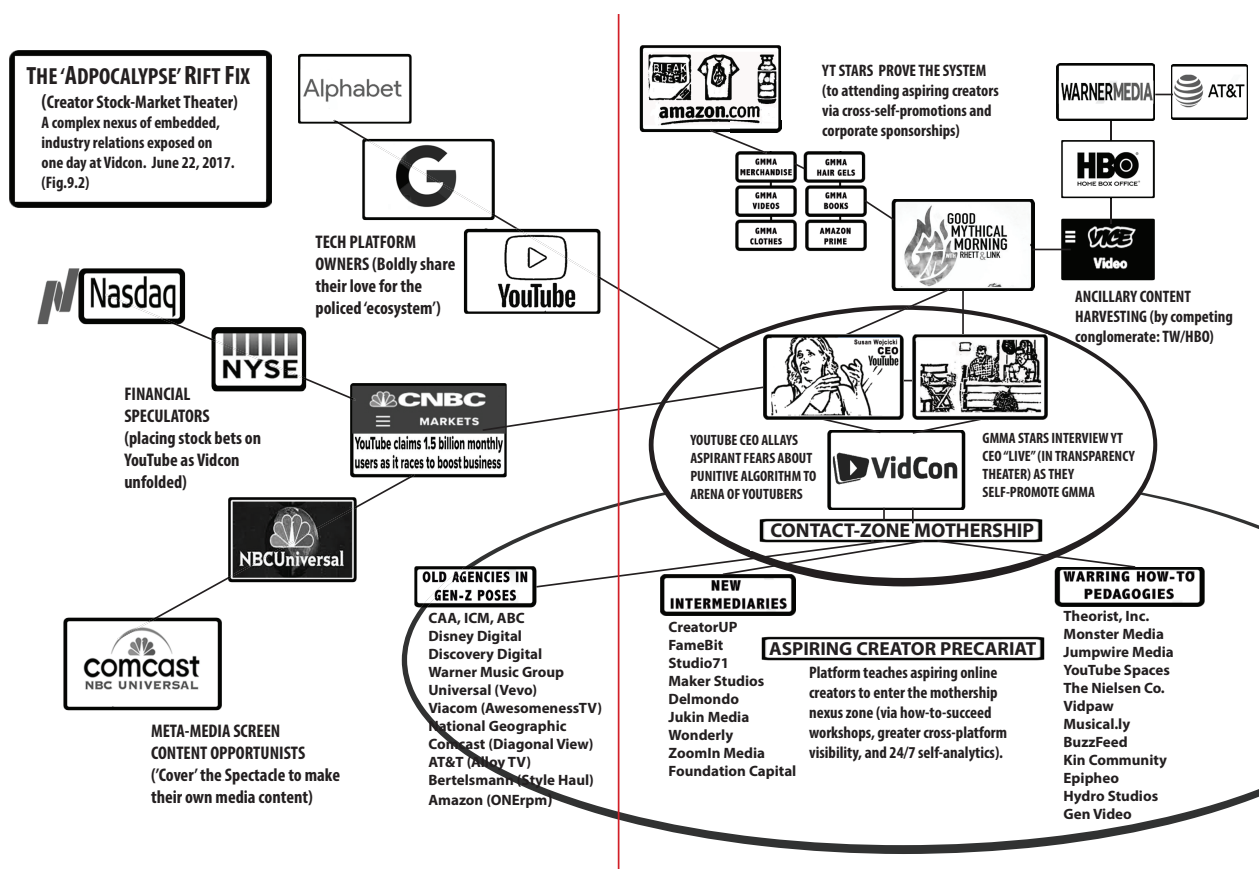 THE ‘ADPOCALYPSE’ RIFT FIX
(Creator Stock-Market Theater)
A complex nexus of embedded,
industry relations exposed on
one day at Vidcon. June 22, 2017.
(Fig.9.2)
Alphabet
G
TECH PLATFORM
OWNERS (Boldly share
their love for the
policed ‘ecosystem’)
YouTube
Nasdaq
NYSE
FINANCIAL
SPECULATORS
(placing stock bets on
YouTube as Vidcon
unfolded)
CNBC
MARKETS
YouTube claims 1.5 billion monthly
users as it races to boost business
NBCUniversal
comcast
NBC UNIVERSAL
META-MEDIA SCREEN
CONTENT OPPORTUNISTS
(‘Cover’ the Spectacle to make
their own media content)
BLEAK
CREEK
amazon.com
YT STARS PROVE THE SYSTEM
(to attending aspiring creators
via cross-self-promotions and
corporate sponsorships)
WARNERMEDIA
AT&T
HBO
HOME BOX OFFICE
VICE
Video
GMMA
MERCHANDISE
GMMA
HAIR GELS
GMMA
VIDEOS
GMMA
BOOKS
GMMA
CLOTHES
AMAZON
PRIME
GOOD
MYTHICAL
MORNING
WITH RHETT & LINK
ANCILLARY CONTENT
HARVESTING (by competing
conglomerate: TW/HBO)
Susan Wojcicki
CEO
YouTube
YOUTUBE CEO ALLAYS
ASPIRANT FEARS ABOUT
PUNITIVE ALGORITHM TO
ARENA OF YOUTUBERS
VidCon
GMMA STARS INTERVIEW YT
CEO “LIVE” (IN TRANSPARENCY
THEATER) AS THEY
SELF-PROMOTE GMMA
CONTACT-ZONE MOTHERSHIP
OLD AGENCIES IN
GEN-Z POSES
CAA, ICM, ABC
Disney Digital
Discovery Digital
Warner Music Group
Universal (Vevo)
Viacom (AwesomenessTV)
National Geographic
Comcast (Diagonal View)
AT&T (Alloy TV)
Bertelsmann (Style Haul)
Amazon (ONErpm)
NEW
INTERMEDIARIES
CreatorUP
FameBit
Studio71
Maker Studios
Delmondo
Jukin Media
Wonderly
ZoomIn Media
Foundation Capital
ASPIRING CREATOR PRECARIAT
Platform teaches aspiring online
creators to enter the mothership
nexus zone (via how-to-succeed
workshops, greater cross-platform
visibility, and 24/7 self-analytics).
WARRING HOW-TO
PEDAGOGIES
Theorist, Inc.
Monster Media
Jumpwire Media
YouTube Spaces
The Nielsen Co.
Vidpaw
Musical.ly
BuzzFeed
Kin Community
Epipheo
Hydro Studios
Gen Video